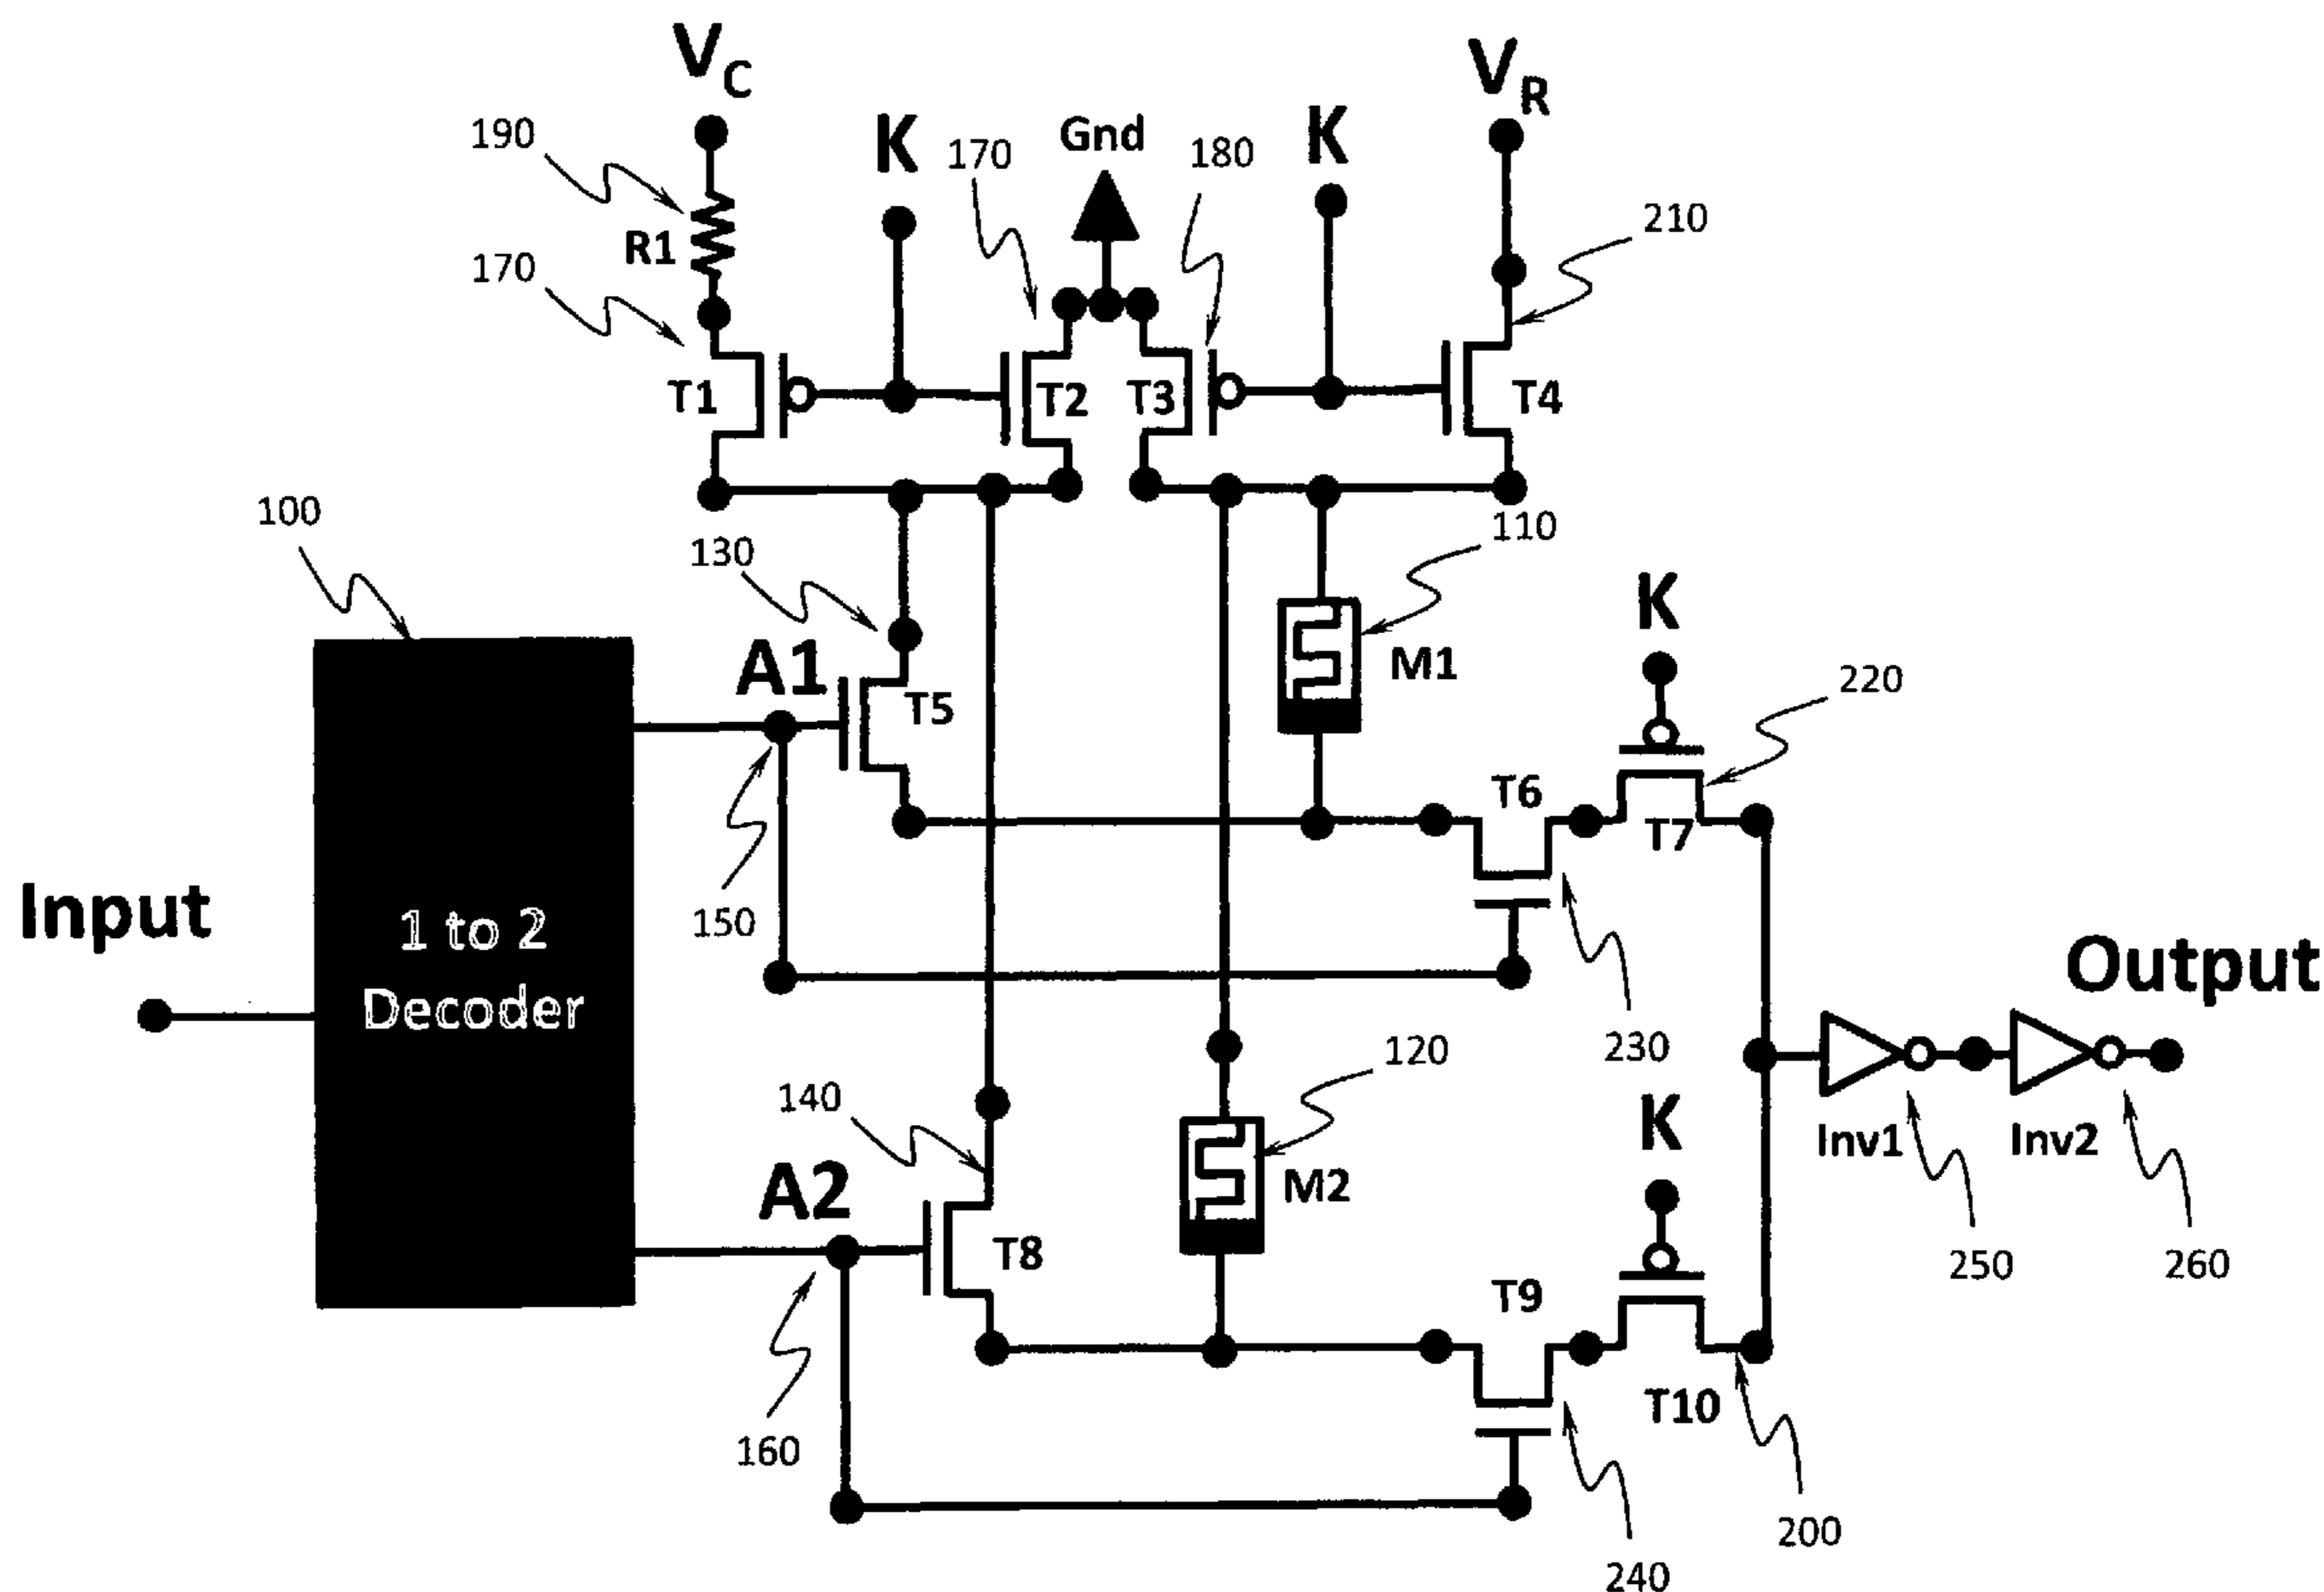 VC
VR
K
Gnd
K
190
170
180
R1
210
170
T1
T2
T3
T4
100
110
130
K
A1
M1
220
T5
T6
T7
150
Input
1 to 2
Decoder
Output
230
120
140
K
Inv1
Inv2
A2
M2
T8
250
260
T9
T10
160
200
240